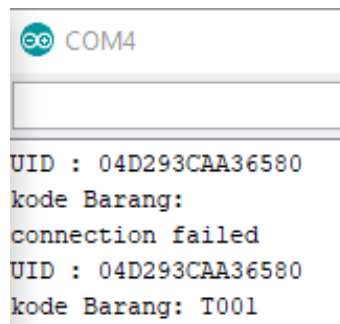 COM4
UID : 04D293CAA36580
kode Barang:
connection failed
UID : 04D293CAA36580
kode Barang: T001